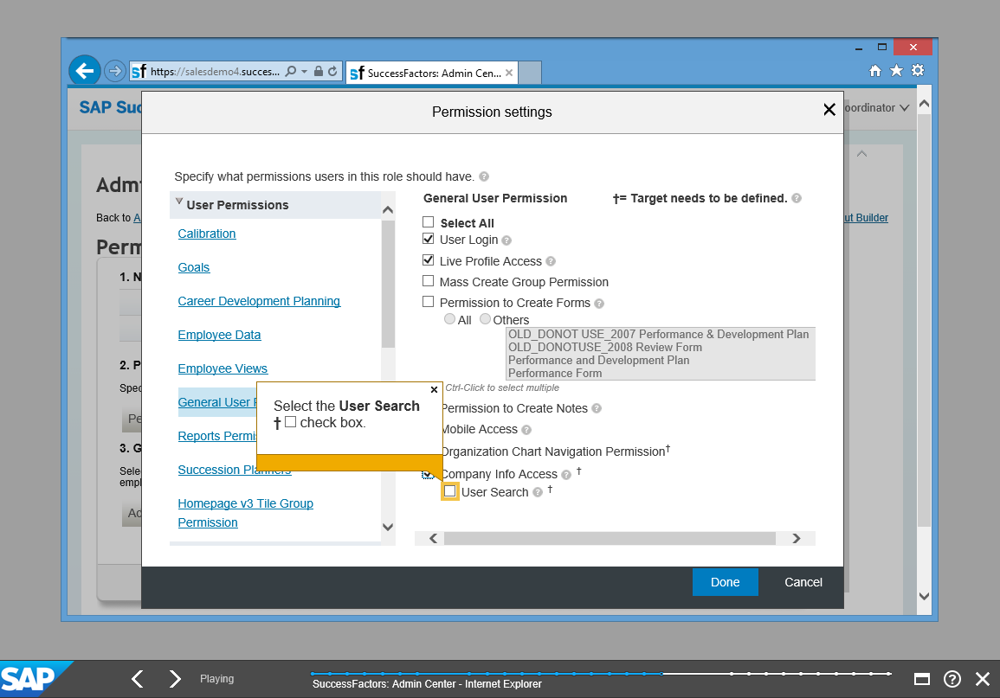 https://salesdemo4.succes...
SuccessFactors: Admin Cen...
SAP Suc
oordinator
Permission settings
Adm
Back to A
ut Builder
Perm
1. N
2. P
Spec
Pe
3. G
Sele
empl
Ad
Specify what permissions users in this role should have.
User Permissions
Calibration
Goals
Career Development Planning
Employee Data
Employee Views
General User P
Reports Permis
Succession Planners
Homepage v3 Tile Group
Permission
General User Permission
†= Target needs to be defined.
Select All
User Login
Live Profile Access
Mass Create Group Permission
Permission to Create Forms
All Others
OLD_DONOT USE_2007 Performance & Development Plan
OLD_DONOTUSE_2008 Review Form
Performance and Development Plan
Performance Form
Ctrl-Click to select multiple
Permission to Create Notes
Mobile Access
Organization Chart Navigation Permission†
Company Info Access †
User Search †
Select the User Search
† check box.
Done
Cancel
SAP
Playing
SuccessFactors: Admin Center - Internet Explorer